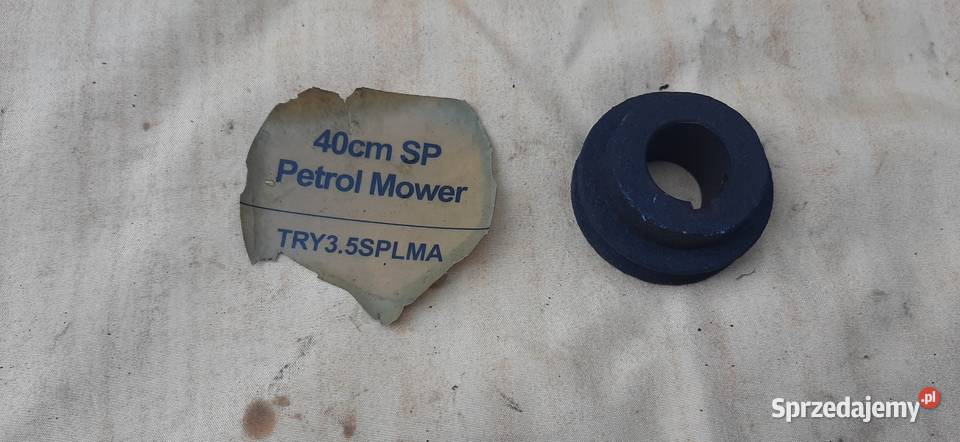 40cm SP
Petrol Mower
TRY3.5SPLMA
Sprzedajemy.pl